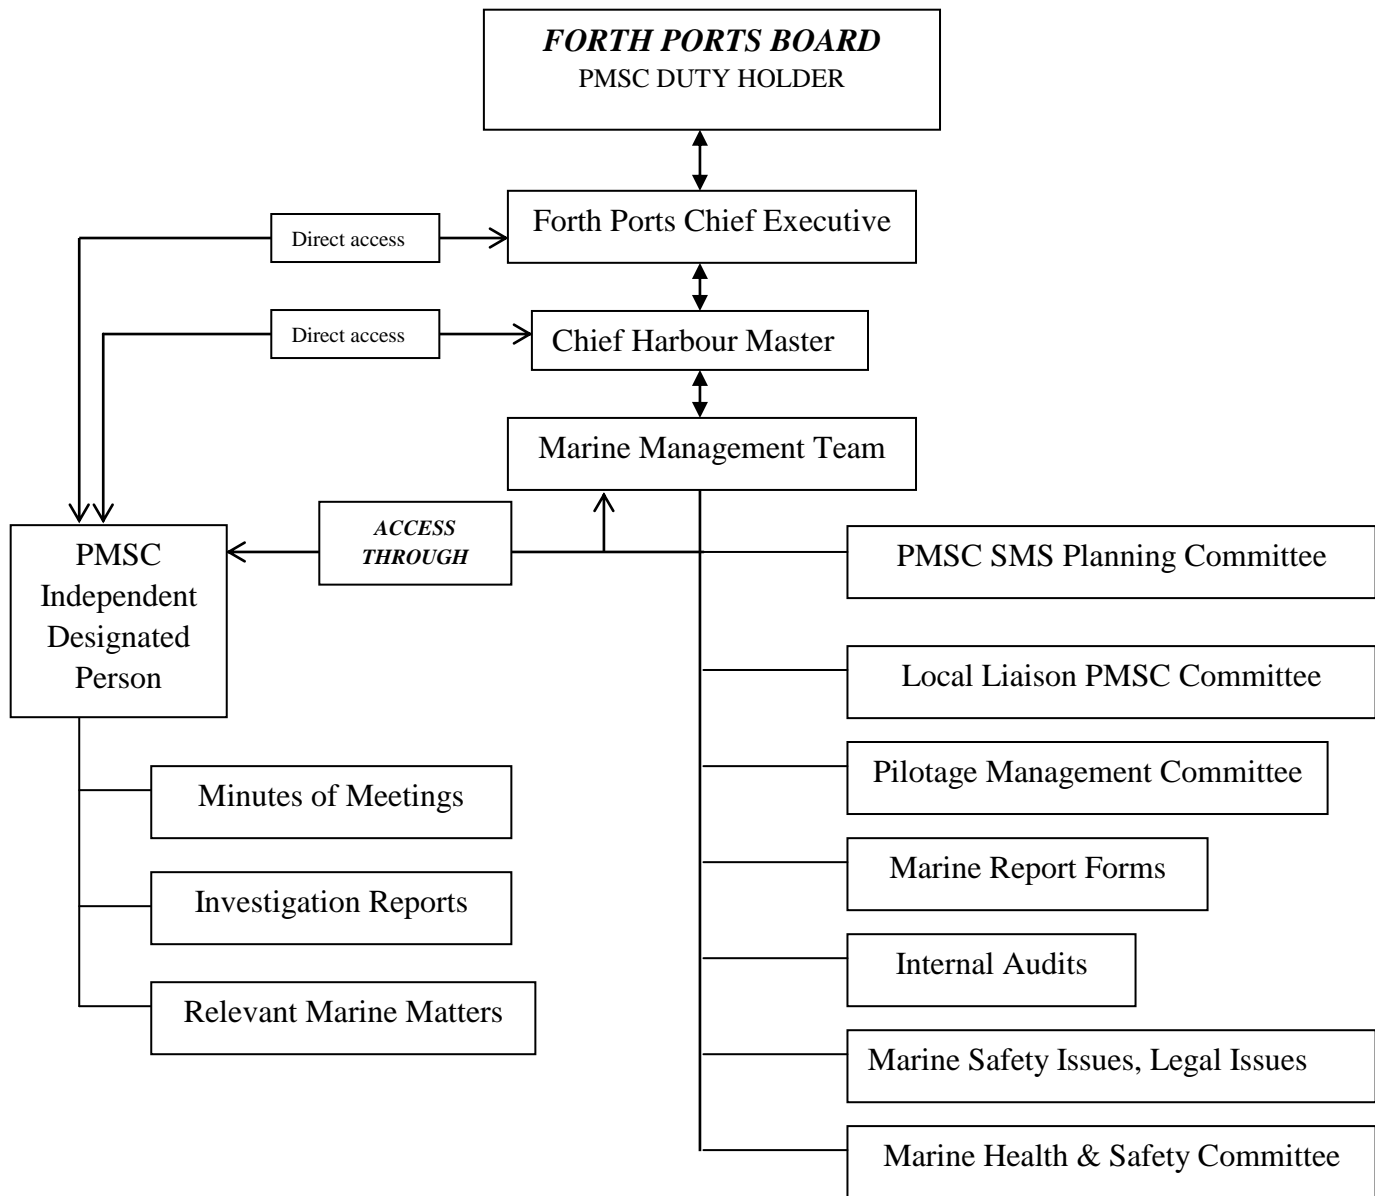 FORTH PORTS BOARD
PMSC DUTY HOLDER
Forth Ports Chief Executive
Direct access
Direct access
Chief Harbour Master
Marine Management Team
ACCESS
THROUGH
PMSC
Independent
Designated
Person
PMSC SMS Planning Committee
Local Liaison PMSC Committee
Pilotage Management Committee
Minutes of Meetings
Marine Report Forms
Investigation Reports
Internal Audits
Relevant Marine Matters
Marine Safety Issues, Legal Issues
Marine Health & Safety Committee